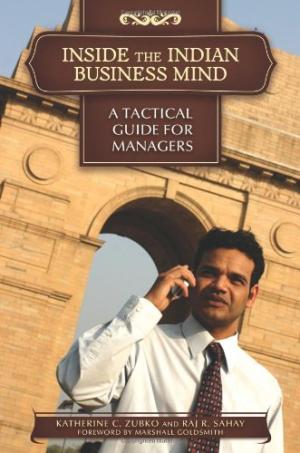 INSIDE THE INDIAN
BUSINESS MIND
A TACTICAL
GUIDE FOR
MANAGERS
KATHERINE C. ZUBKO AND RAJ R. SAHAY
FOREWORD BY MARSHALL GOLDSMITH